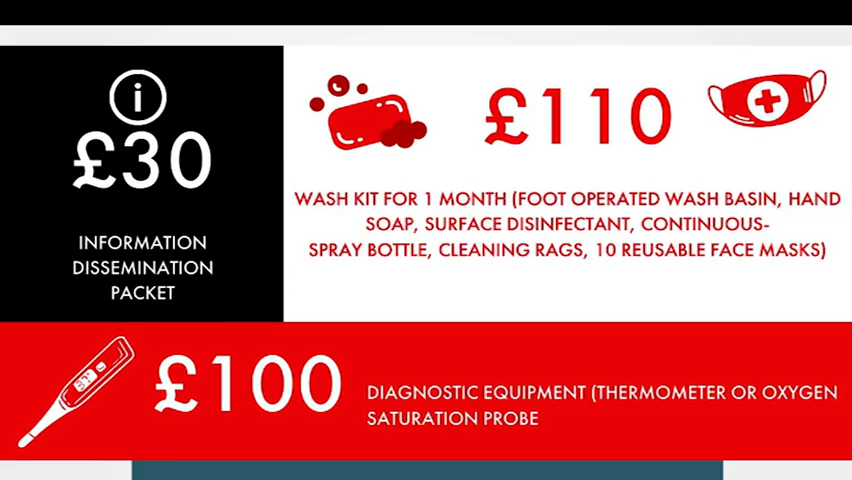 i
£30
INFORMATION
DISSEMINATION
PACKET
£110
WASH KIT FOR 1 MONTH (FOOT OPERATED WASH BASIN, HAND
SOAP, SURFACE DISINFECTANT, CONTINUOUS-
SPRAY BOTTLE, CLEANING RAGS, 10 REUSABLE FACE MASKS)
£100
DIAGNOSTIC EQUIPMENT (THERMOMETER OR OXYGEN
SATURATION PROBE